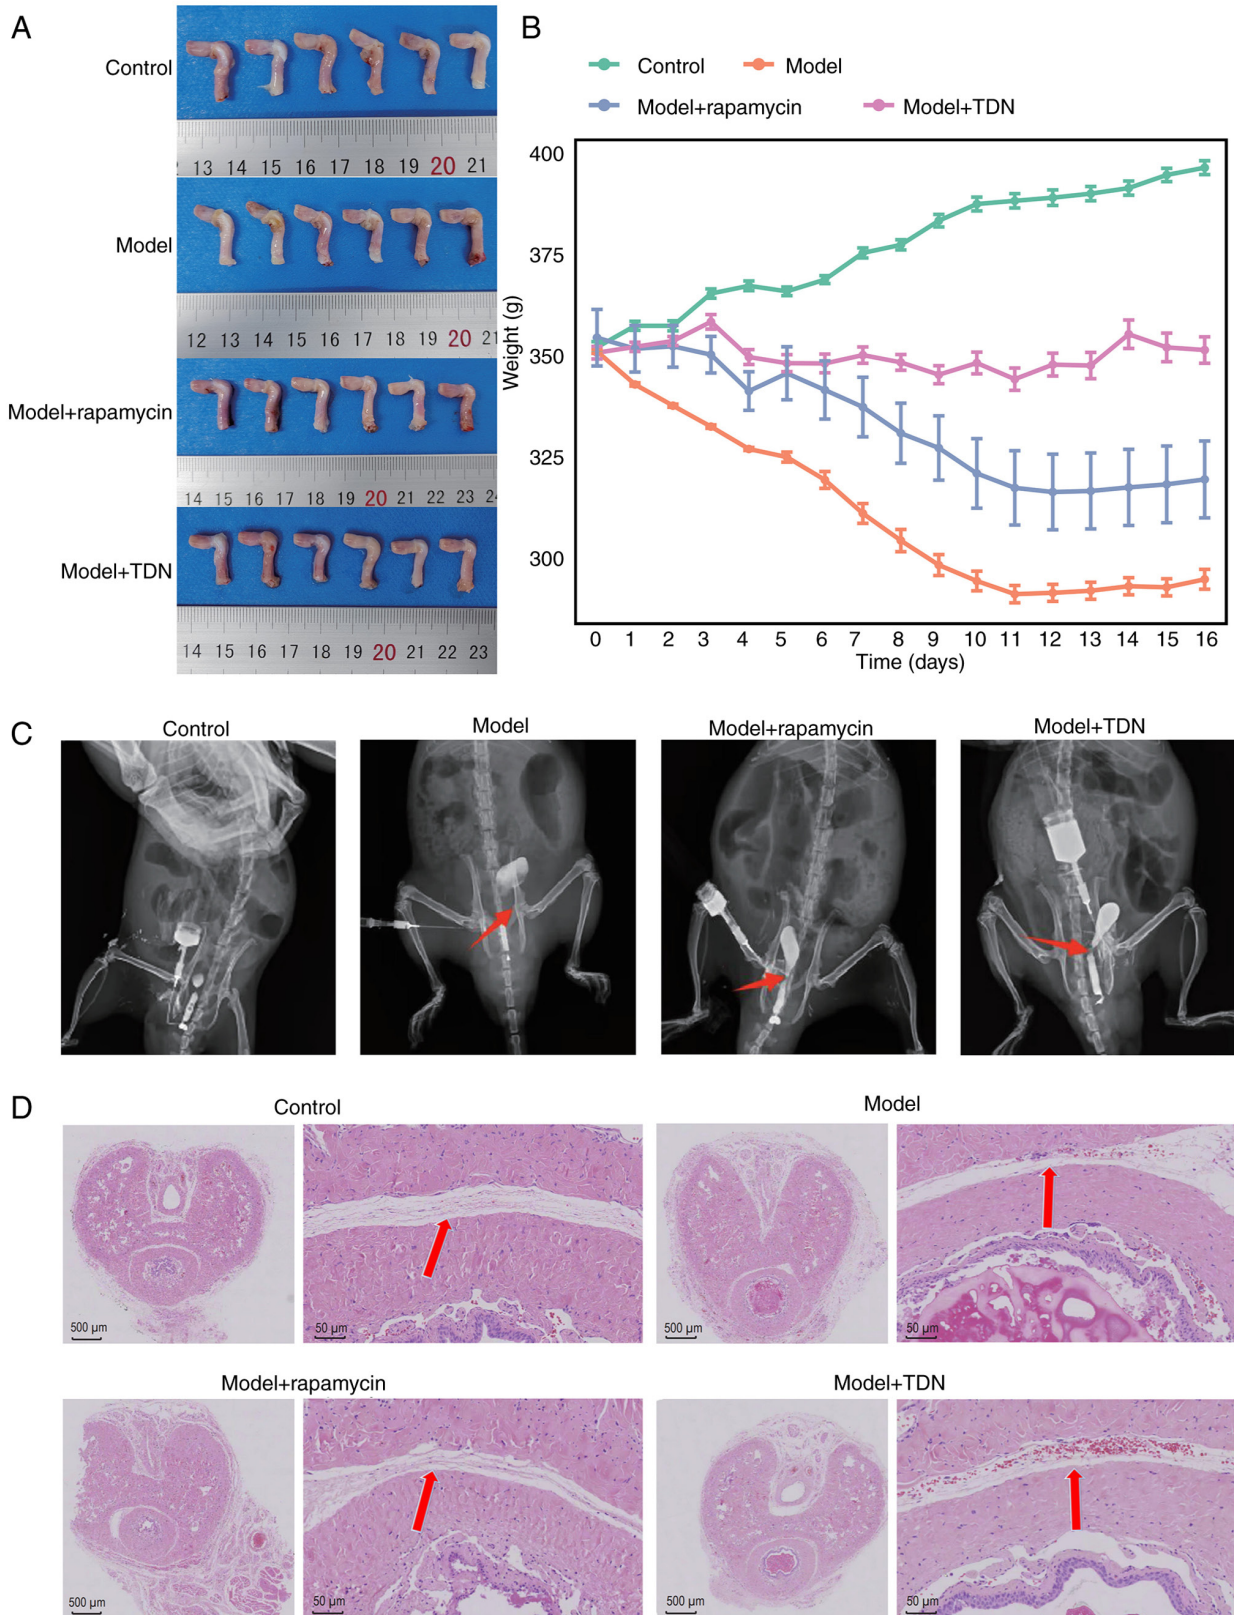 A
Control
12 13 14 15 16 17 18 19 20 21
Model
12 13 14 15 16 17 18 19 20 21
Model+rapamycin
14 15 16 17 18 19 20 21 22 23 24
Model+TDN
14 15 16 17 18 19 20 21 22 23
B
Control Model
Model+rapamycin Model+TDN
Weight (g)
400
375
350
325
300
0 1 2 3 4 5 6 7 8 9 10 11 12 13 14 15 16
Time (days)
C
Control Model Model+rapamycin Model+TDN
D
Control Model
500 µm 50 µm 500 µm 50 µm
Model+rapamycin Model+TDN
500 µm 50 µm 500 µm 50 µm